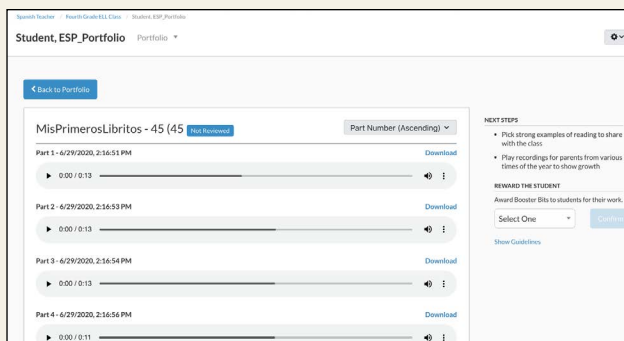 Spanish Teacher / Fourth Grade ELL Class / Student, ESP_Portfolio
Student, ESP_Portfolio Portfolio
Back to Portfolio
MisPrimerosLibritos - 45 (45 Not Reviewed
Part Number (Ascending)
Part 1 - 6/29/2020, 2:16:51 PM Download
0:00 / 0:13
Part 2 - 6/29/2020, 2:16:53 PM Download
0:00 / 0:13
Part 3 - 6/29/2020, 2:16:54 PM Download
0:00 / 0:13
Part 4 - 6/29/2020, 2:16:56 PM Download
0:00 / 0:11
NEXT STEPS
• Pick strong examples of reading to share
with the class
• Play recordings for parents from various
times of the year to show growth
REWARD THE STUDENT
Award Booster Bits to students for their work.
Select One Confirm
Show Guidelines